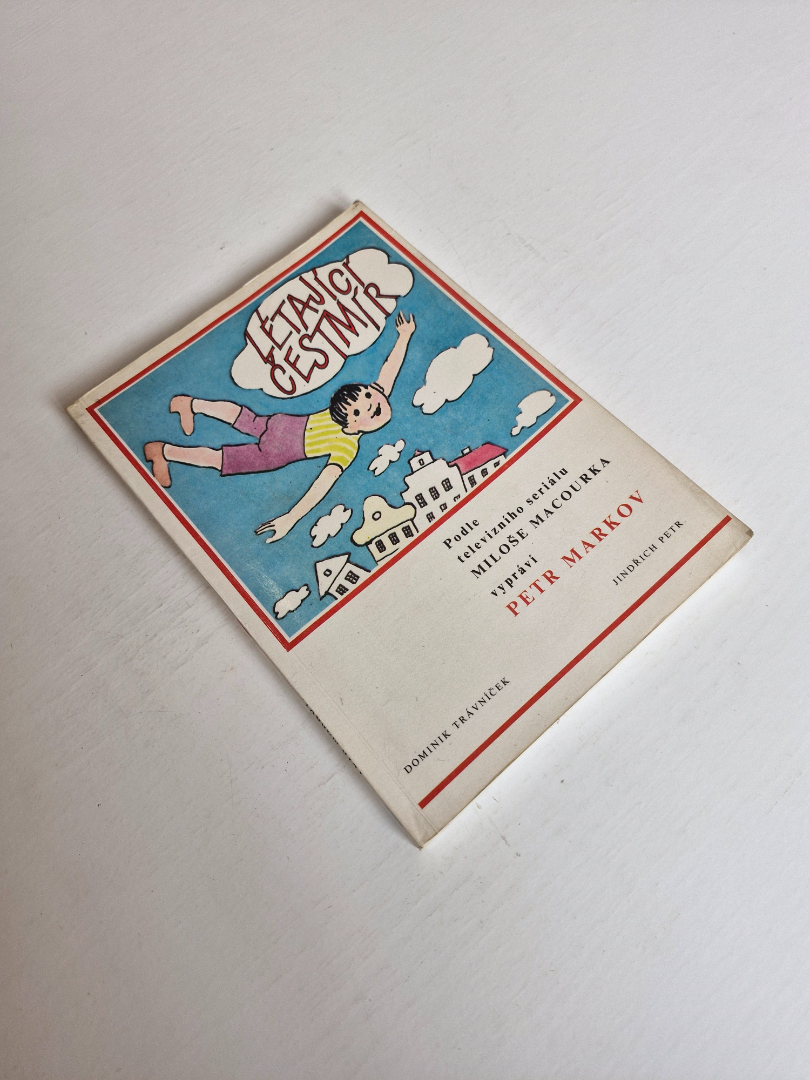 LÉTAJÍCÍ
ČESTMÍR
Podle
televizního seriálu
MILOŠE MACOURKA
vypráví
PETR MARKOV
DOMINIK TRÁVNÍČEK
JINDŘICH PETR